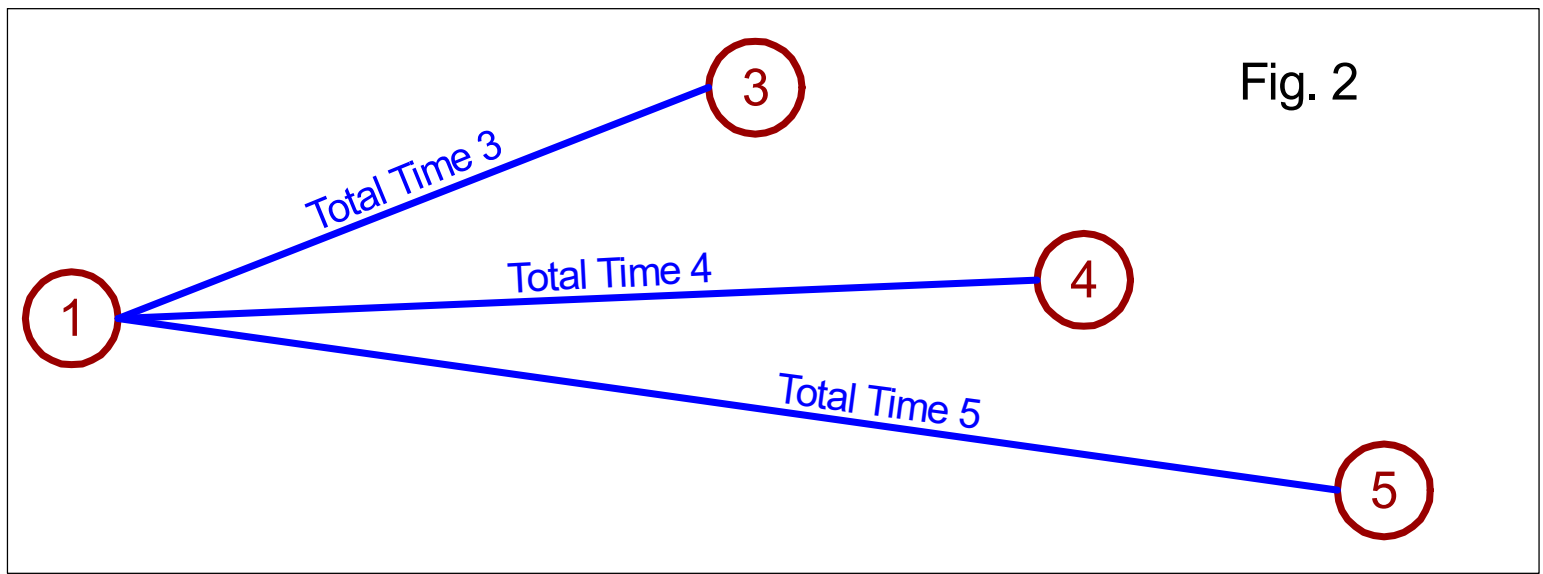 Fig. 2
3
Total Time 3
Total Time 4
4
1
Total Time 5
5